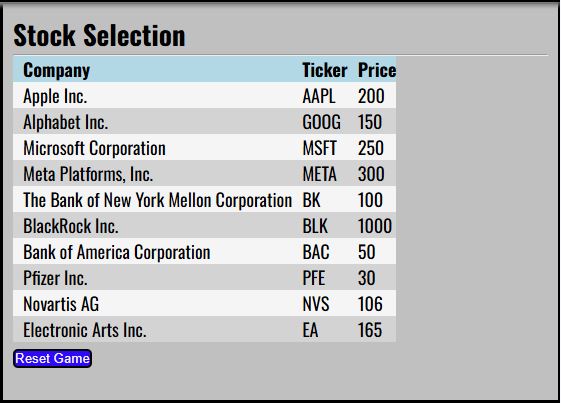 Stock Selection
Company Ticker Price
Apple Inc. AAPL 200
Alphabet Inc. GOOG 150
Microsoft Corporation MSFT 250
Meta Platforms, Inc. META 300
The Bank of New York Mellon Corporation BK 100
BlackRock Inc. BLK 1000
Bank of America Corporation BAC 50
Pfizer Inc. PFE 30
Novartis AG NVS 106
Electronic Arts Inc. EA 165
Reset Game